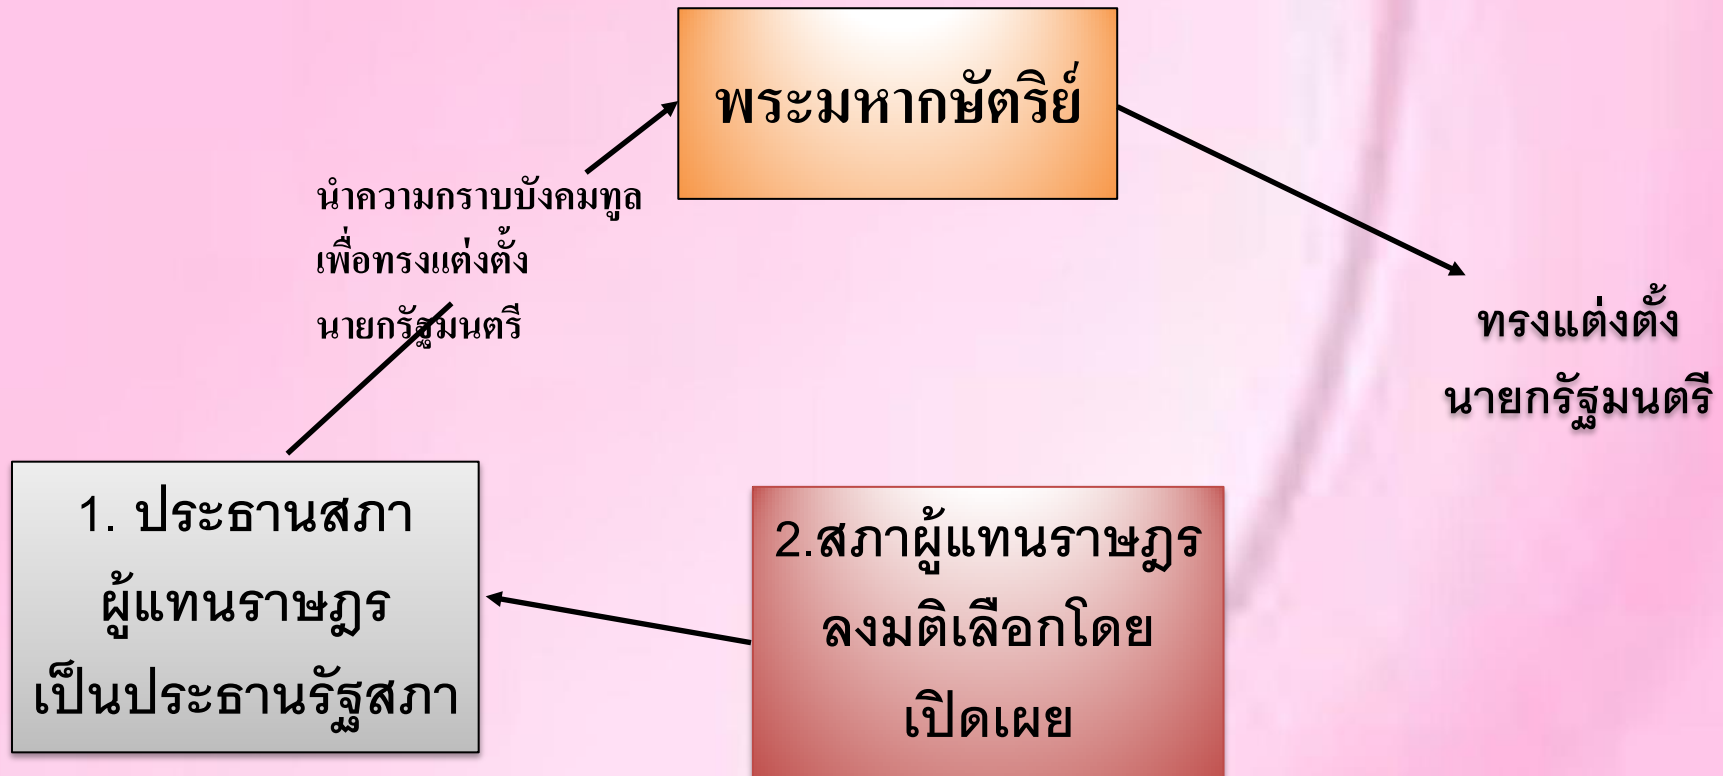 พระมหากษัตริย์
นำความกราบบังคมทูล
เพื่อทรงแต่งตั้ง
นายกรัฐมนตรี
ทรงแต่งตั้ง
นายกรัฐมนตรี
1. ประธานสภา
ผู้แทนราษฎร
เป็นประธานรัฐสภา
2.สภาผู้แทนราษฎร
ลงมติเลือกโดย
เปิดเผย